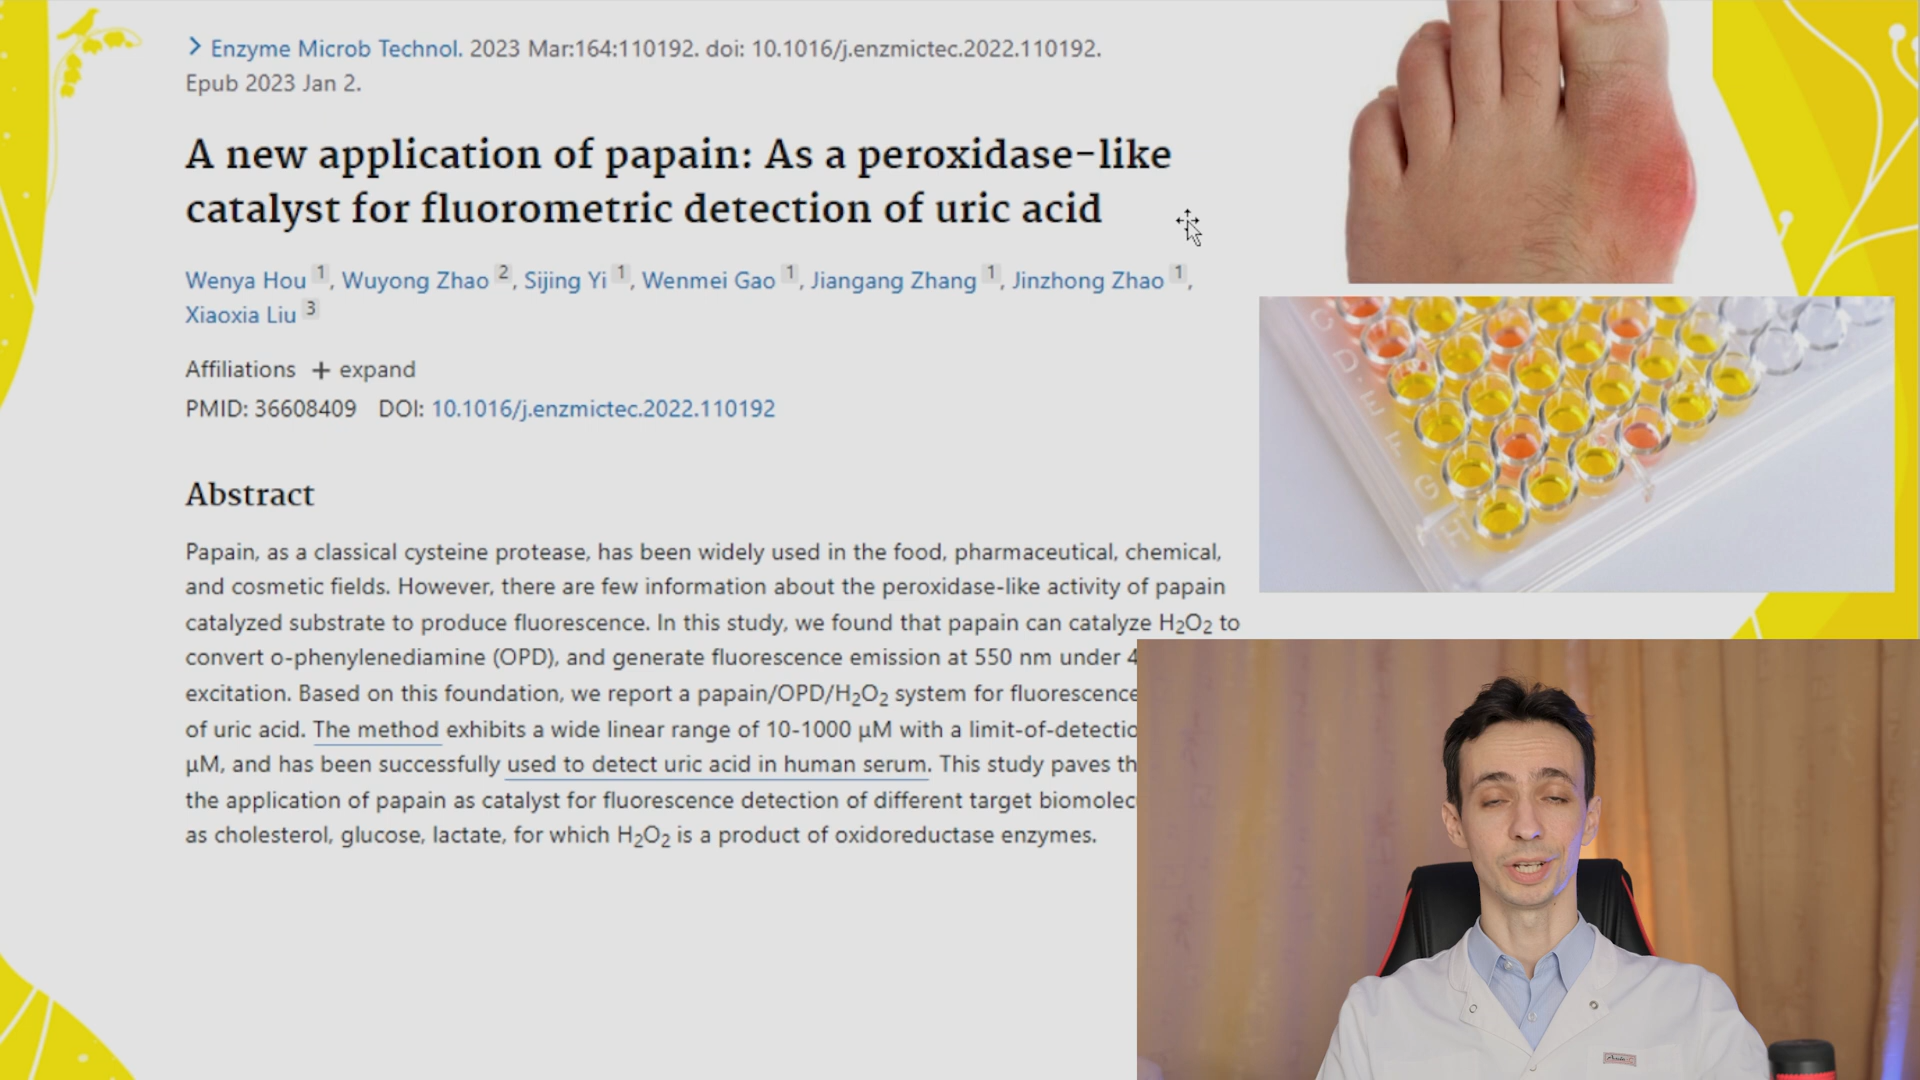 Enzyme Microb Technol. 2023 Mar:164:110192. doi: 10.1016/j.enzmictec.2022.110192.
Epub 2023 Jan 2.
A new application of papain: As a peroxidase-like
catalyst for fluorometric detection of uric acid
Wenya Hou 1, Wuyong Zhao 2, Sijing Yi 1, Wenmei Gao 1, Jiangang Zhang 1, Jinzhong Zhao 1,
Xiaoxia Liu 3
Affiliations + expand
PMID: 36608409 DOI: 10.1016/j.enzmictec.2022.110192
Abstract
Papain, as a classical cysteine protease, has been widely used in the food, pharmaceutical, chemical,
and cosmetic fields. However, there are few information about the peroxidase-like activity of papain
catalyzed substrate to produce fluorescence. In this study, we found that papain can catalyze H₂O₂ to
convert o-phenylenediamine (OPD), and generate fluorescence emission at 550 nm under 4
excitation. Based on this foundation, we report a papain/OPD/H₂O₂ system for fluorescence
of uric acid. The method exhibits a wide linear range of 10-1000 μM with a limit-of-detectio
μM, and has been successfully used to detect uric acid in human serum. This study paves th
the application of papain as catalyst for fluorescence detection of different target biomolec
as cholesterol, glucose, lactate, for which H₂O₂ is a product of oxidoreductase enzymes.
C
D
E
F
G
H